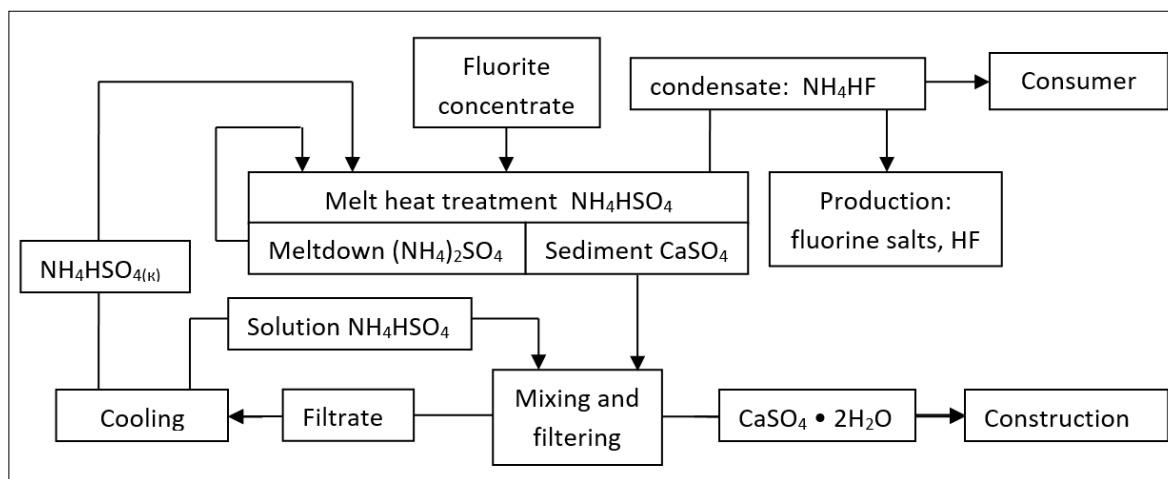 Fluorite
concentrate
condensate: NH₄HF
Consumer
Melt heat treatment NH₄HSO₄
Production:
fluorine salts, HF
Meltdown (NH₄)₂SO₄
Sediment CaSO₄
NH₄HSO₄₍ₖ₎
Solution NH₄HSO₄
Cooling
Filtrate
Mixing and
filtering
CaSO₄ • 2H₂O
Construction